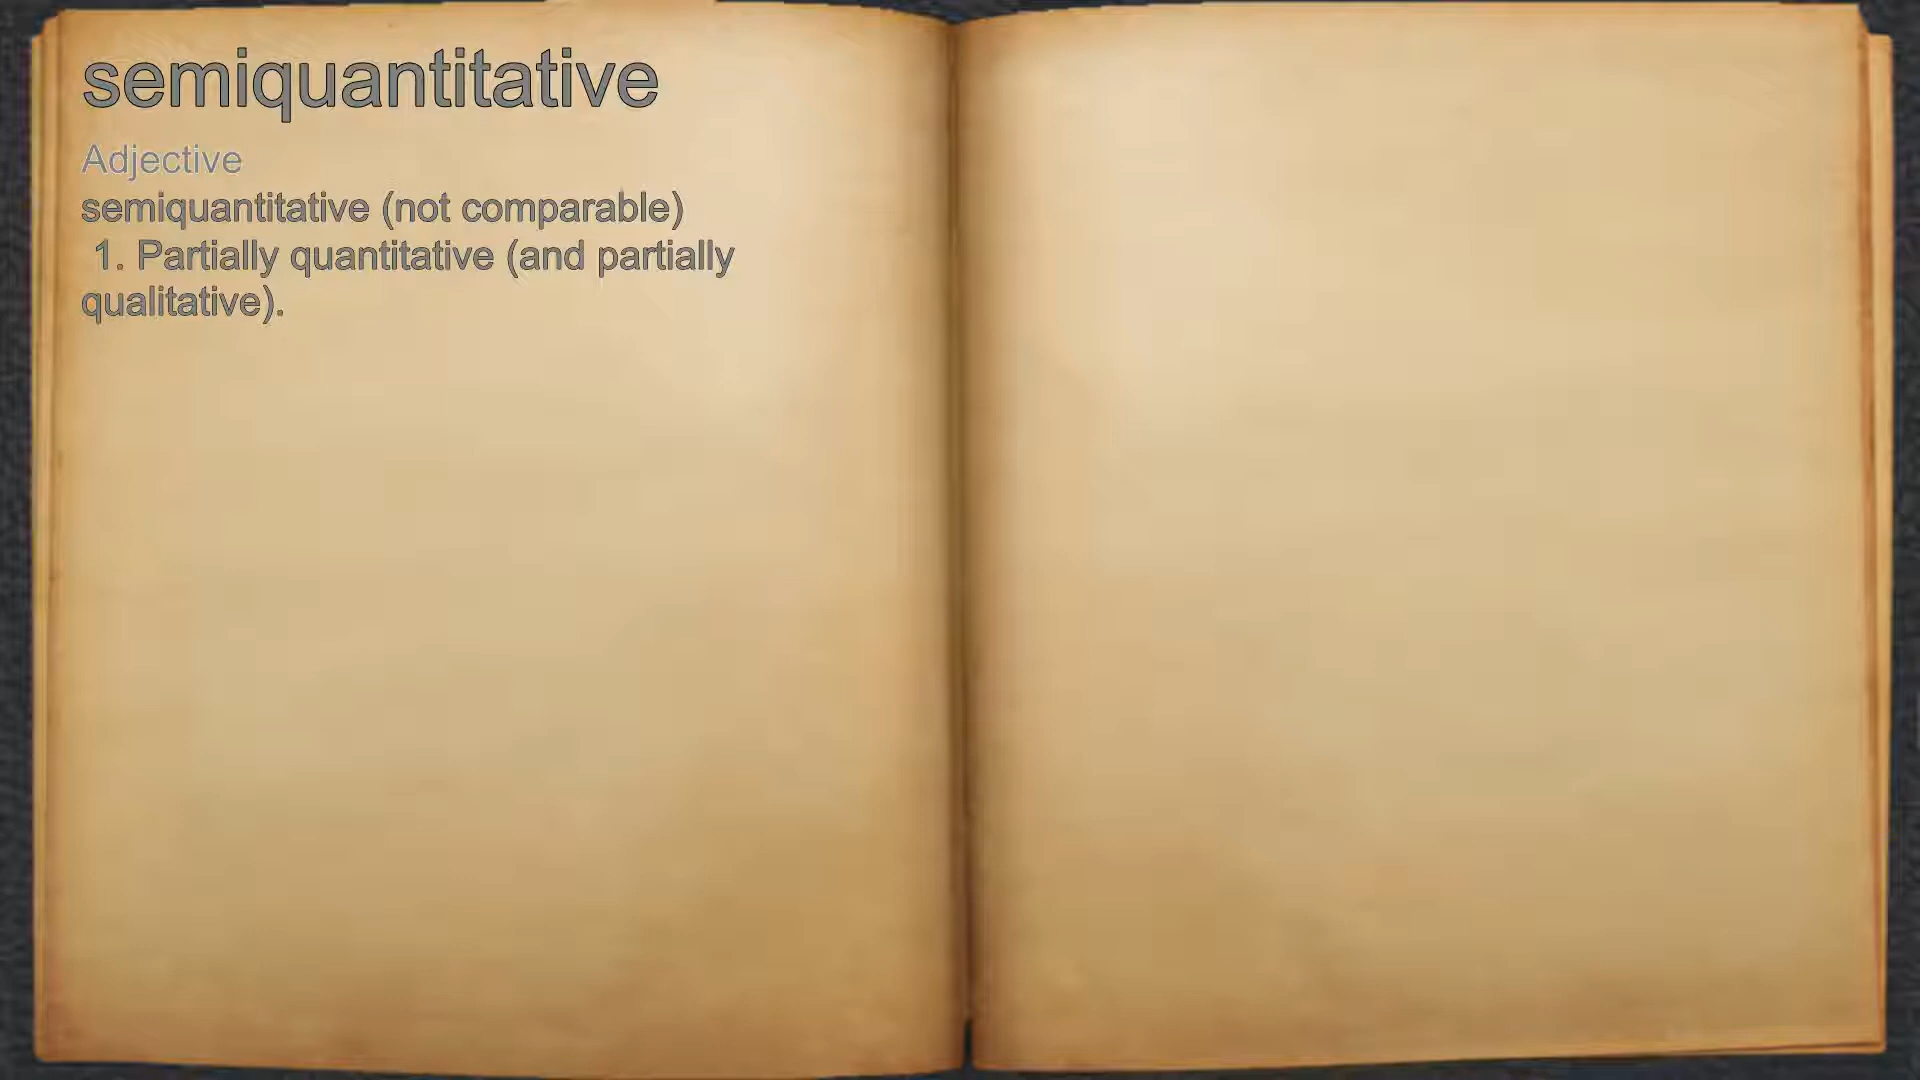 semiquantitative
Adjective
semiquantitative (not comparable)
1. Partially quantitative (and partially
qualitative).